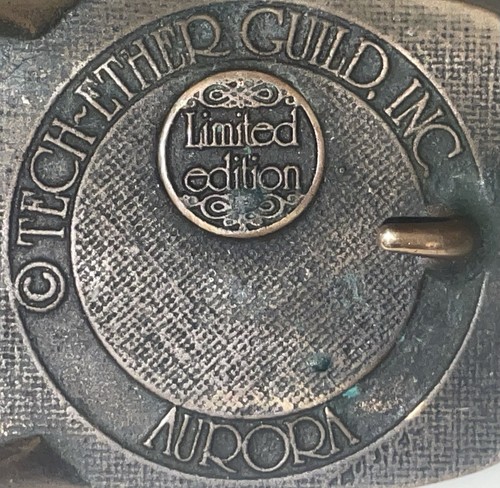 © TECH~ETHER GUILD, INC.
Limited
edition
AURORA